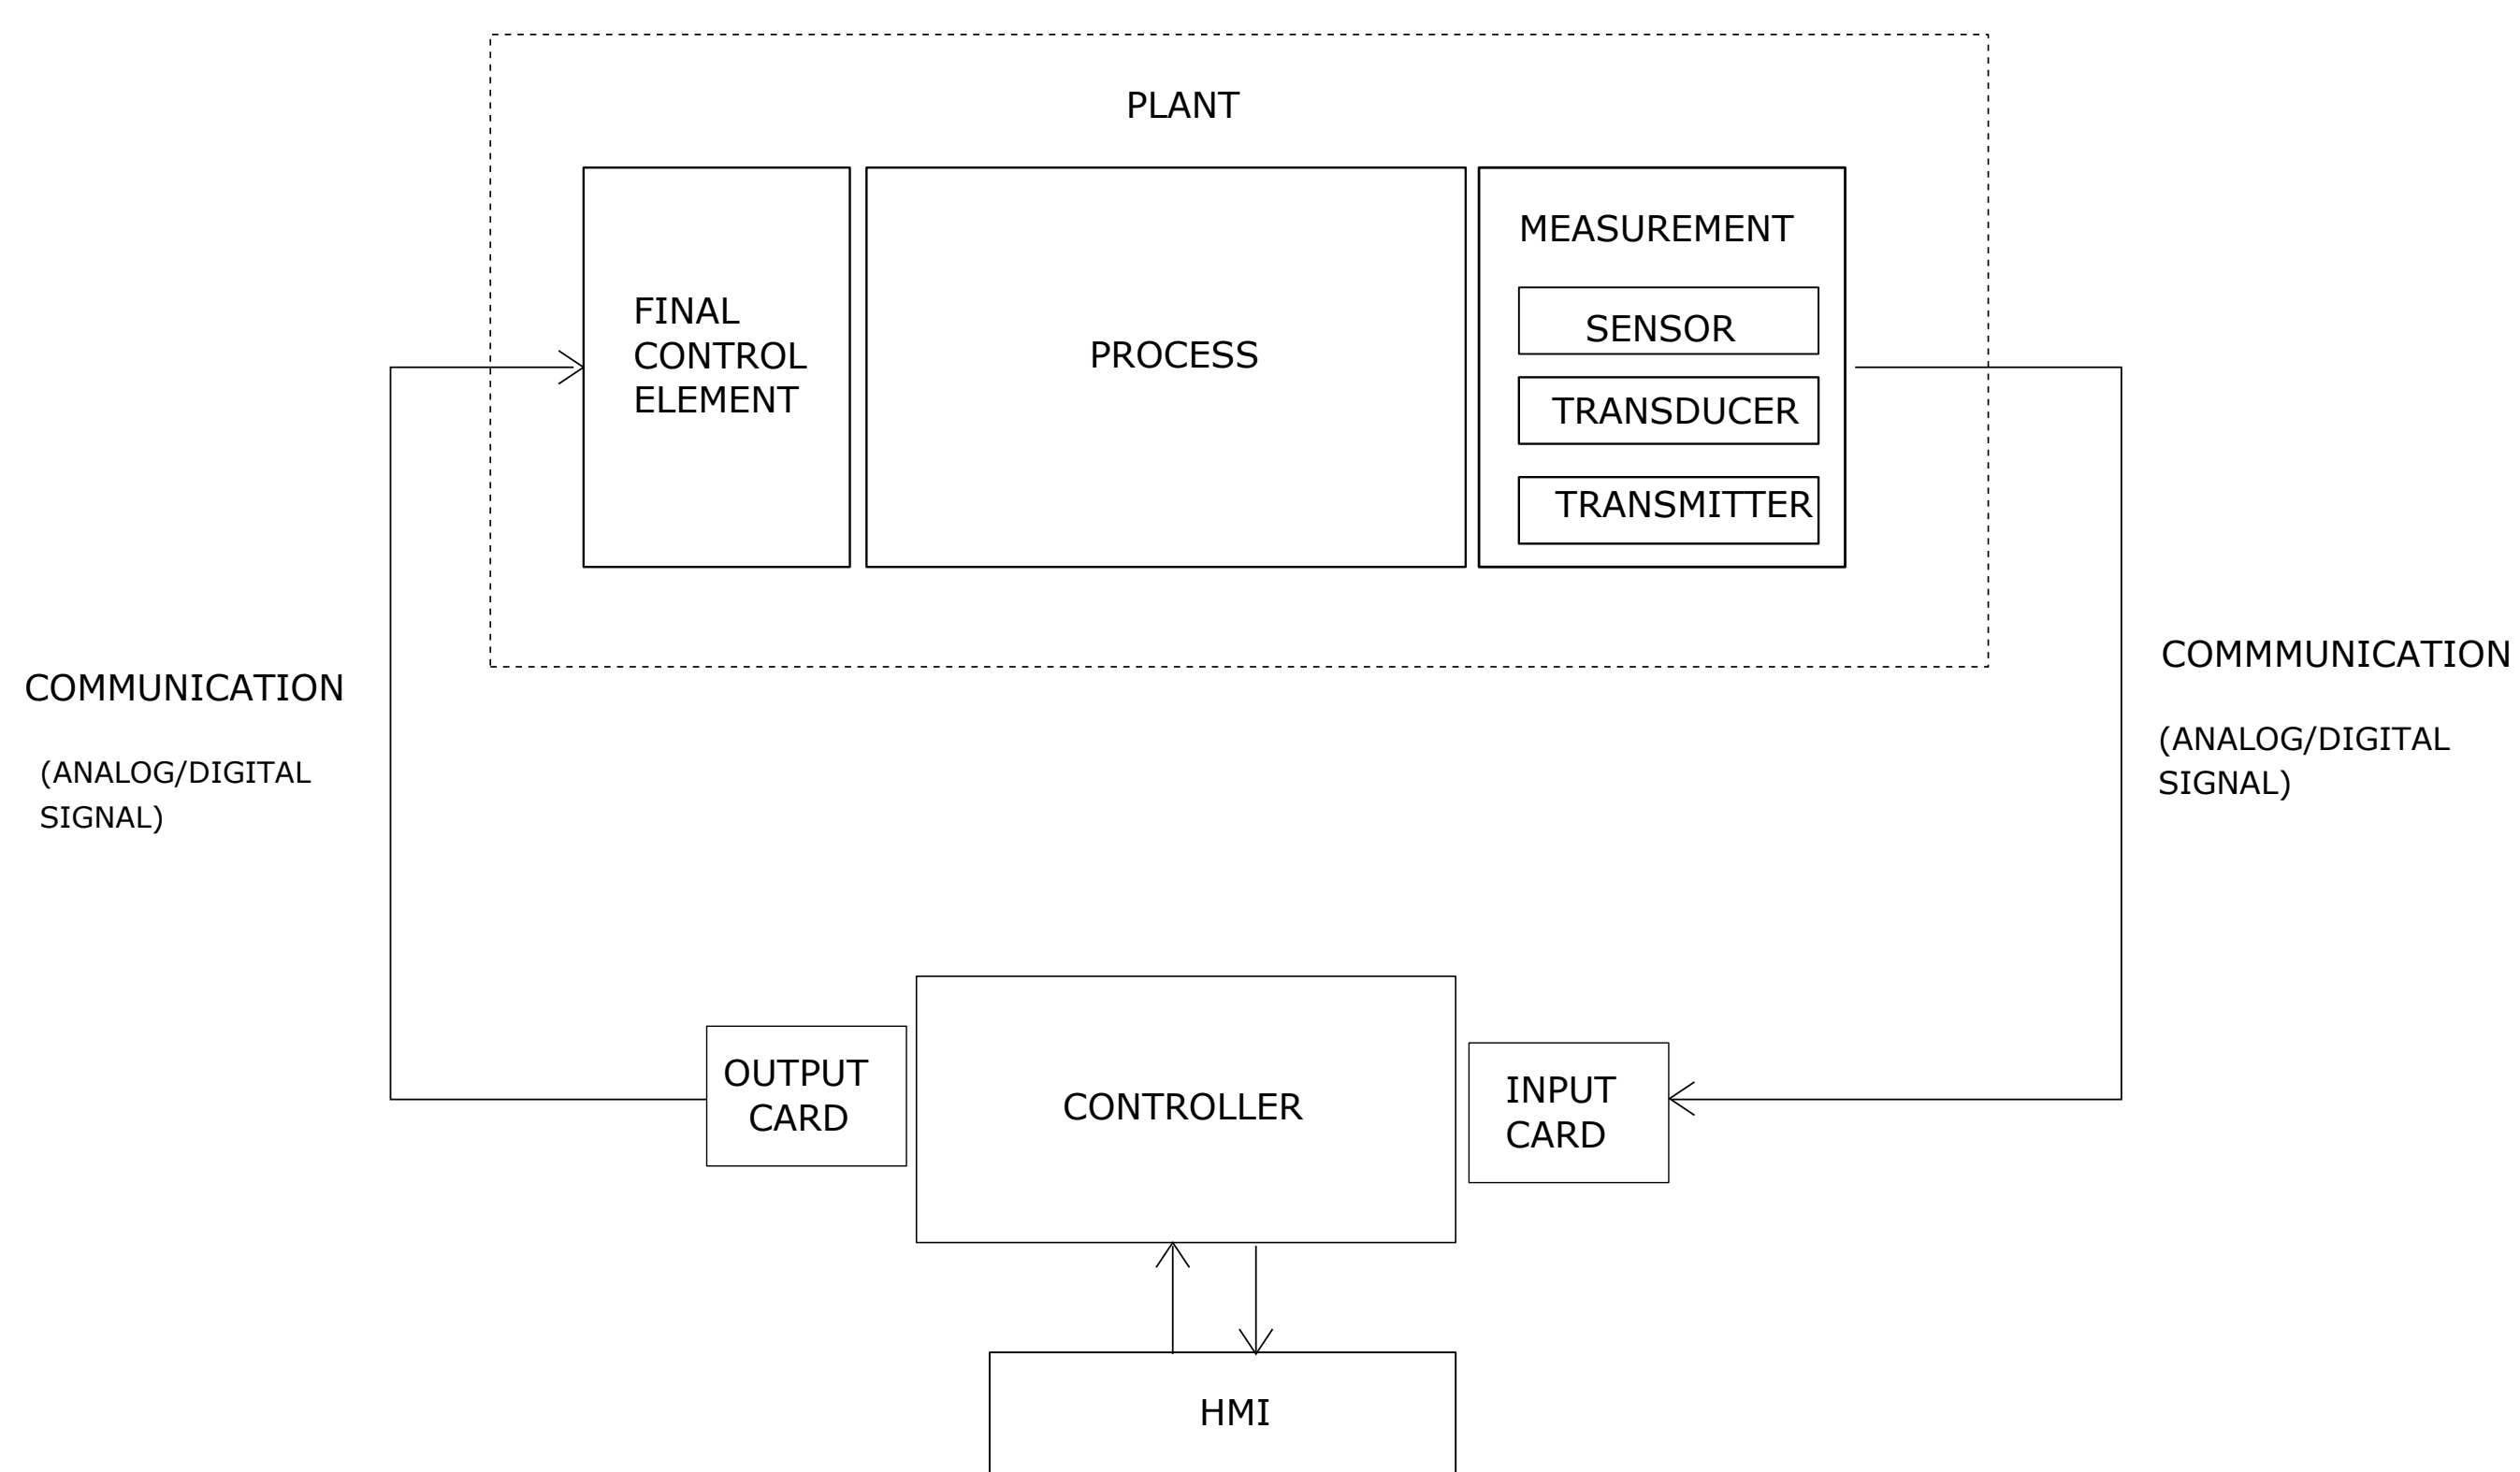 PLANT
FINAL
CONTROL
ELEMENT
PROCESS
MEASUREMENT
SENSOR
TRANSDUCER
TRANSMITTER
COMMUNICATION
(ANALOG/DIGITAL
SIGNAL)
COMMMUNICATION
(ANALOG/DIGITAL
SIGNAL)
OUTPUT
CARD
CONTROLLER
INPUT
CARD
HMI